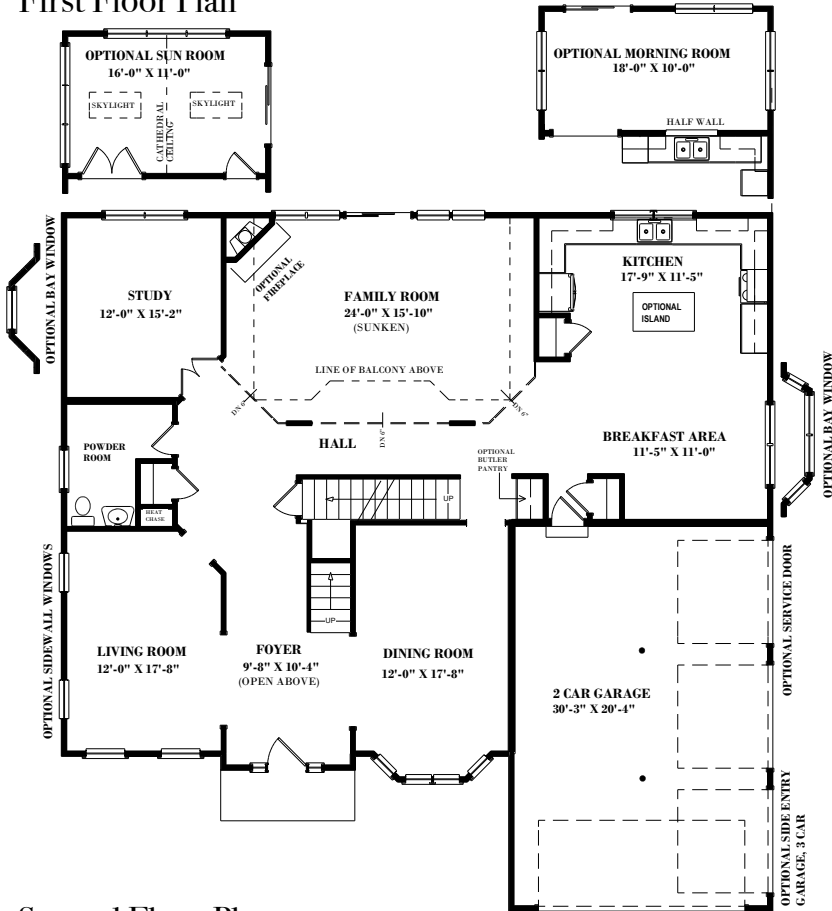 First Floor Plan
OPTIONAL SUN ROOM
16'-0" X 11'-0"
SKYLIGHT
SKYLIGHT
CATHEDRAL
CEILING
OPTIONAL MORNING ROOM
18'-0" X 10'-0"
HALF WALL
OPTIONAL BAY WINDOW
STUDY
12'-0" X 15'-2"
OPTIONAL
FIREPLACE
FAMILY ROOM
24'-0" X 15'-10"
(SUNKEN)
LINE OF BALCONY ABOVE
DN 6"
DN 6"
DN 6"
KITCHEN
17'-9" X 11'-5"
OPTIONAL
ISLAND
BREAKFAST AREA
11'-5" X 11'-0"
OPTIONAL BAY WINDOW
POWDER
ROOM
HALL
OPTIONAL
BUTLER
PANTRY
HEAT
CHASE
UP
UP
OPTIONAL SIDEWALL WINDOWS
LIVING ROOM
12'-0" X 17'-8"
FOYER
9'-8" X 10'-4"
(OPEN ABOVE)
DINING ROOM
12'-0" X 17'-8"
2 CAR GARAGE
30'-3" X 20'-4"
OPTIONAL SERVICE DOOR
OPTIONAL SIDE ENTRY
GARAGE, 3 CAR
Second Floor Plan